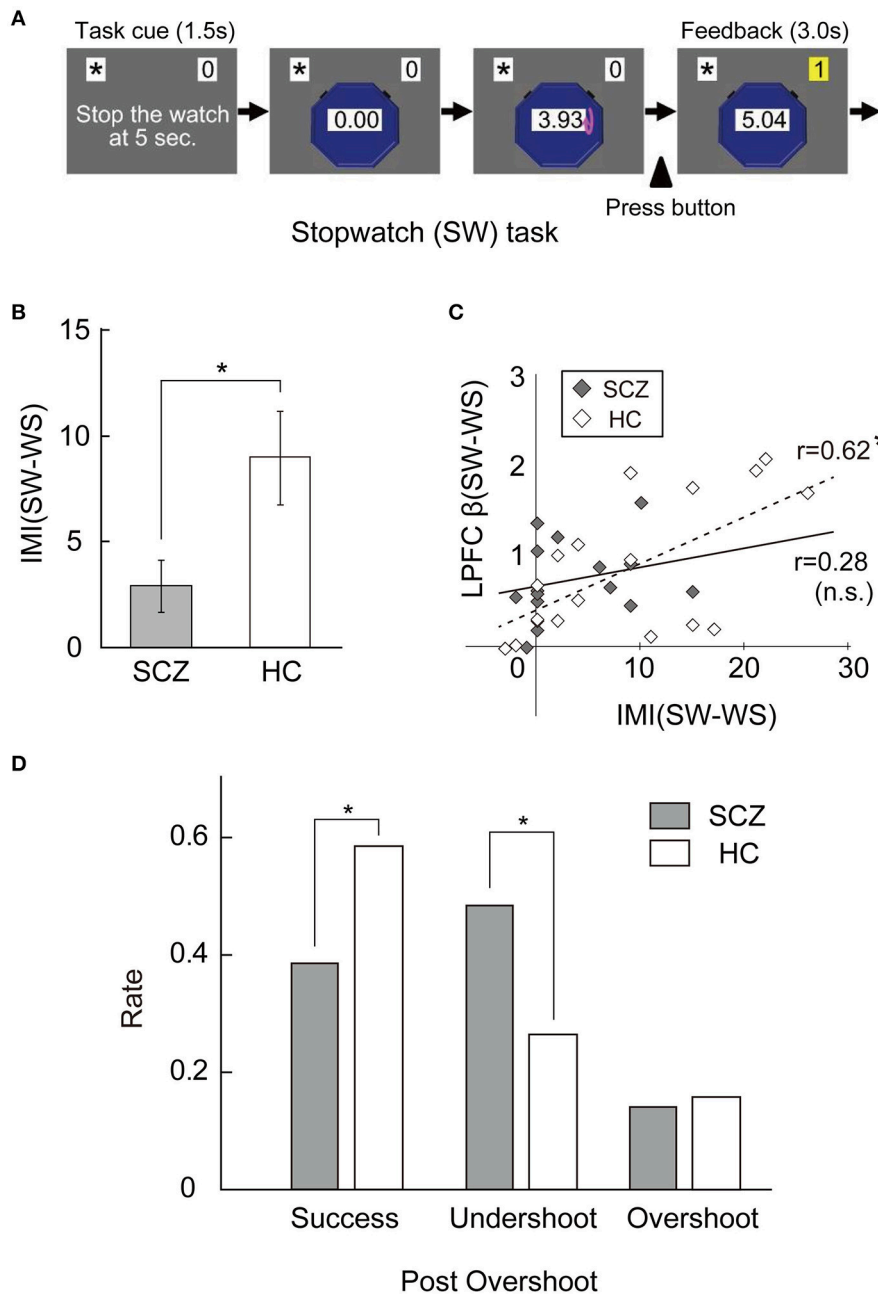 A
Task cue (1.5s)
Feedback (3.0s)
* 0
* 0
* 0
* 1
Stop the watch
at 5 sec.
0.00
3.93
5.04
Press button
Stopwatch (SW) task
B
15
10
5
0
IMI(SW-WS)
*
SCZ
HC
C
3
2
1
0
10
20
30
LPFC β(SW-WS)
SCZ
HC
r=0.62*
r=0.28
(n.s.)
IMI(SW-WS)
D
0.6
0.4
0.2
0
Rate
*
*
SCZ
HC
Success
Undershoot
Overshoot
Post Overshoot